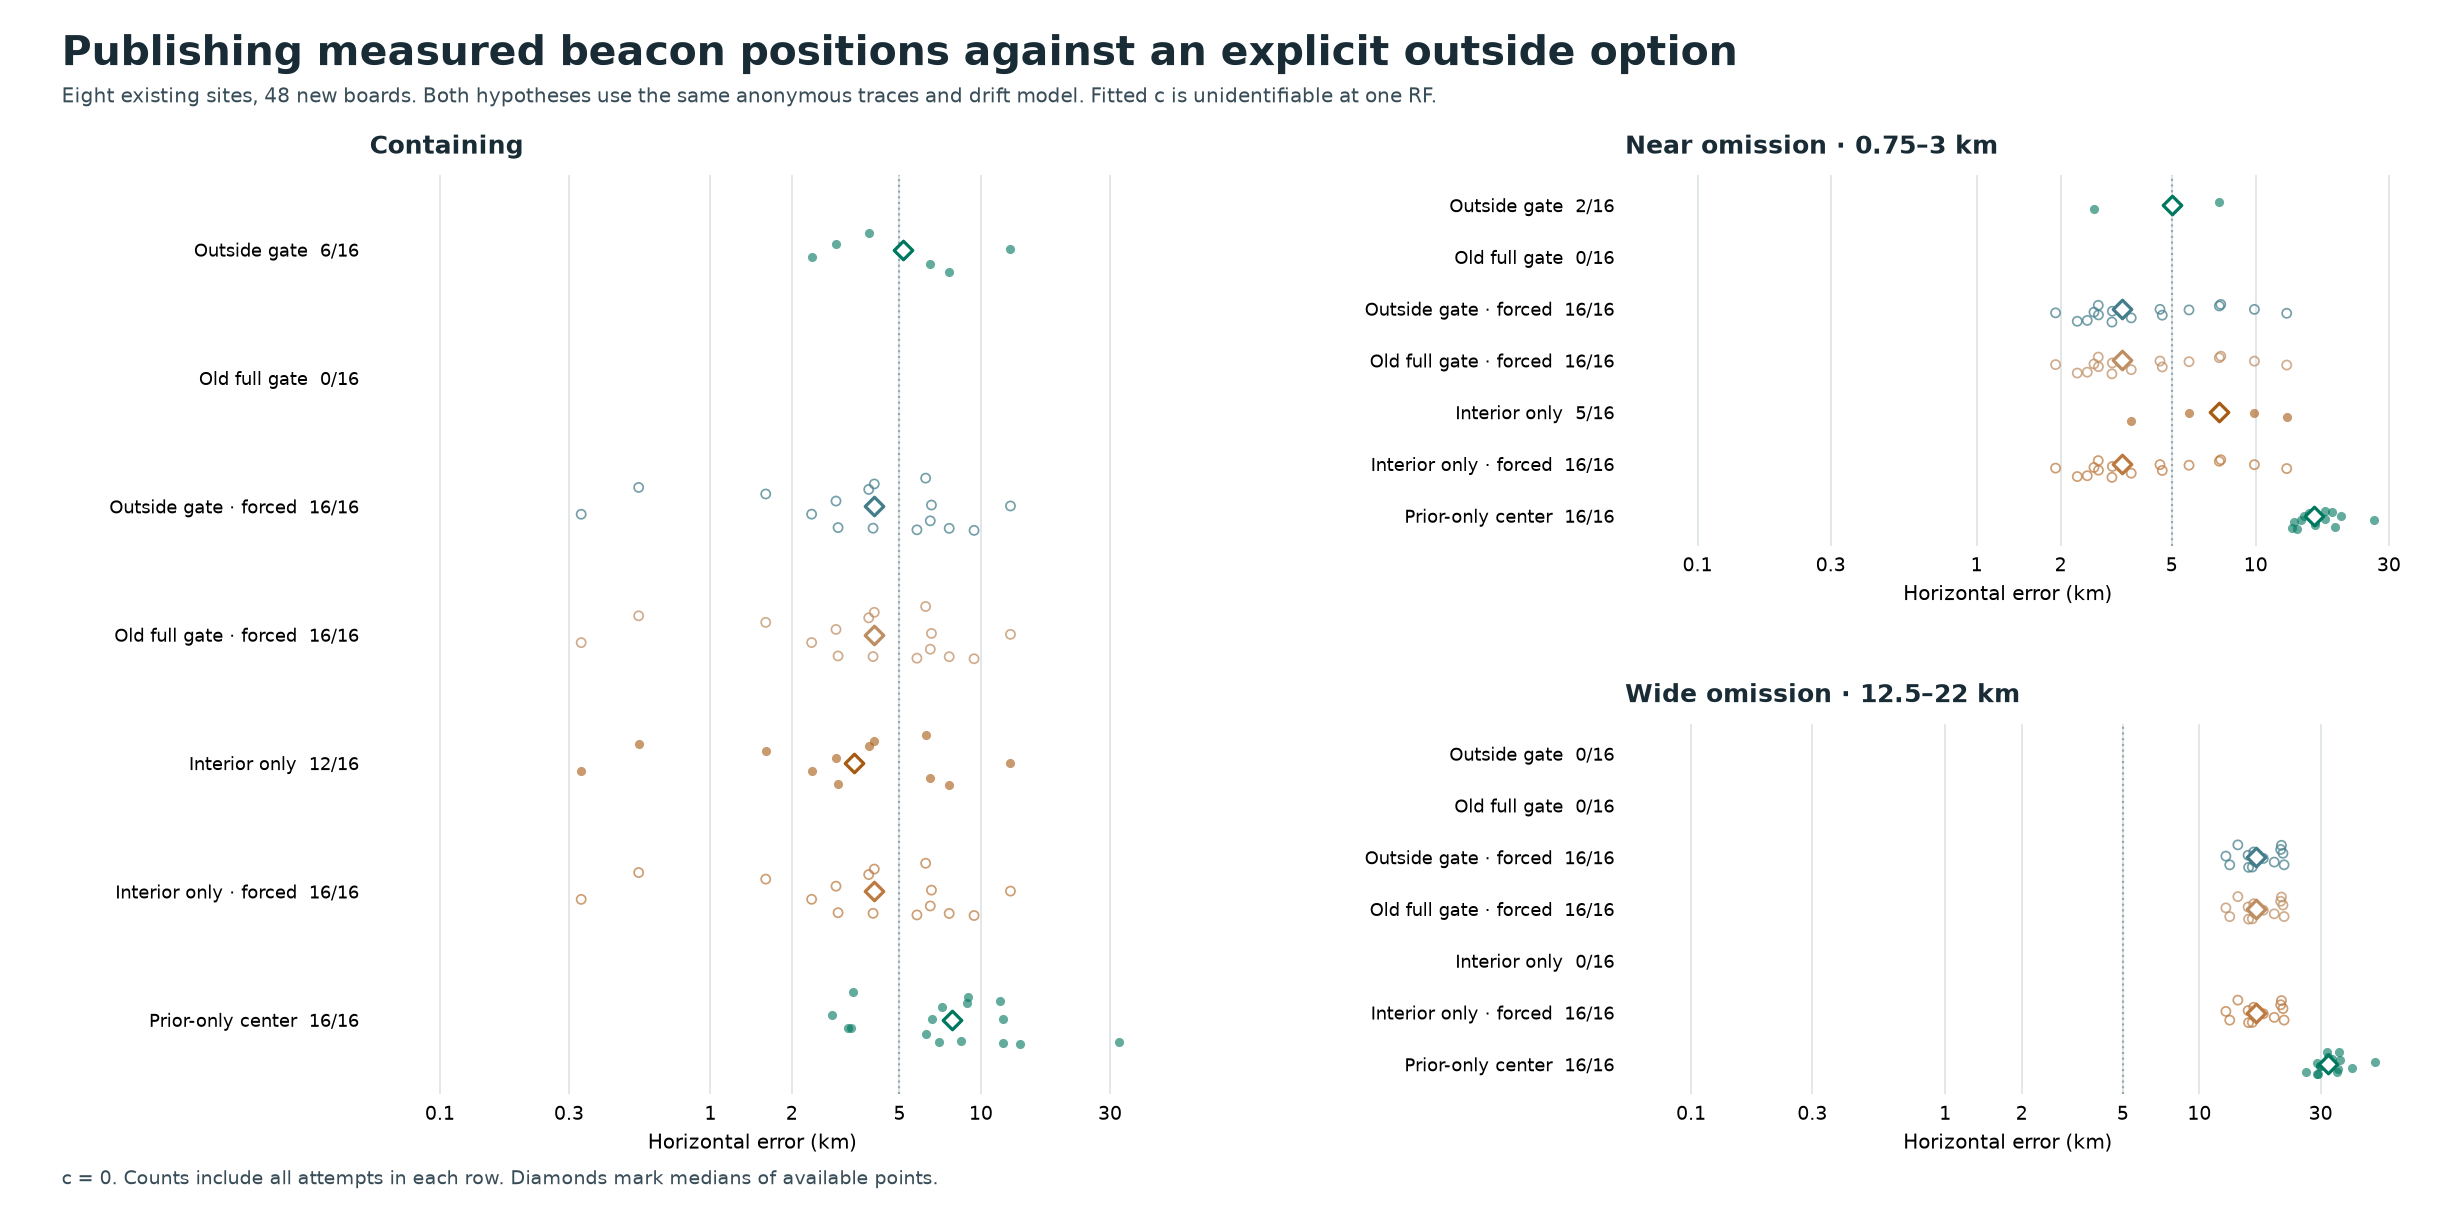 Publishing measured beacon positions against an explicit outside option
Eight existing sites, 48 new boards. Both hypotheses use the same anonymous traces and drift model. Fitted c is unidentifiable at one RF.
Containing
Outside gate 6/16
Old full gate 0/16
Outside gate · forced 16/16
Old full gate · forced 16/16
Interior only 12/16
Interior only · forced 16/16
Prior-only center 16/16
0.1 0.3 1 2 5 10 30
Horizontal error (km)
Near omission · 0.75–3 km
Outside gate 2/16
Old full gate 0/16
Outside gate · forced 16/16
Old full gate · forced 16/16
Interior only 5/16
Interior only · forced 16/16
Prior-only center 16/16
0.1 0.3 1 2 5 10 30
Horizontal error (km)
Wide omission · 12.5–22 km
Outside gate 0/16
Old full gate 0/16
Outside gate · forced 16/16
Old full gate · forced 16/16
Interior only 0/16
Interior only · forced 16/16
Prior-only center 16/16
0.1 0.3 1 2 5 10 30
Horizontal error (km)
c = 0. Counts include all attempts in each row. Diamonds mark medians of available points.